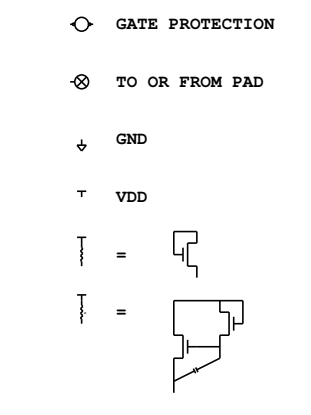 GATE PROTECTION
TO OR FROM PAD
GND
VDD
=
=